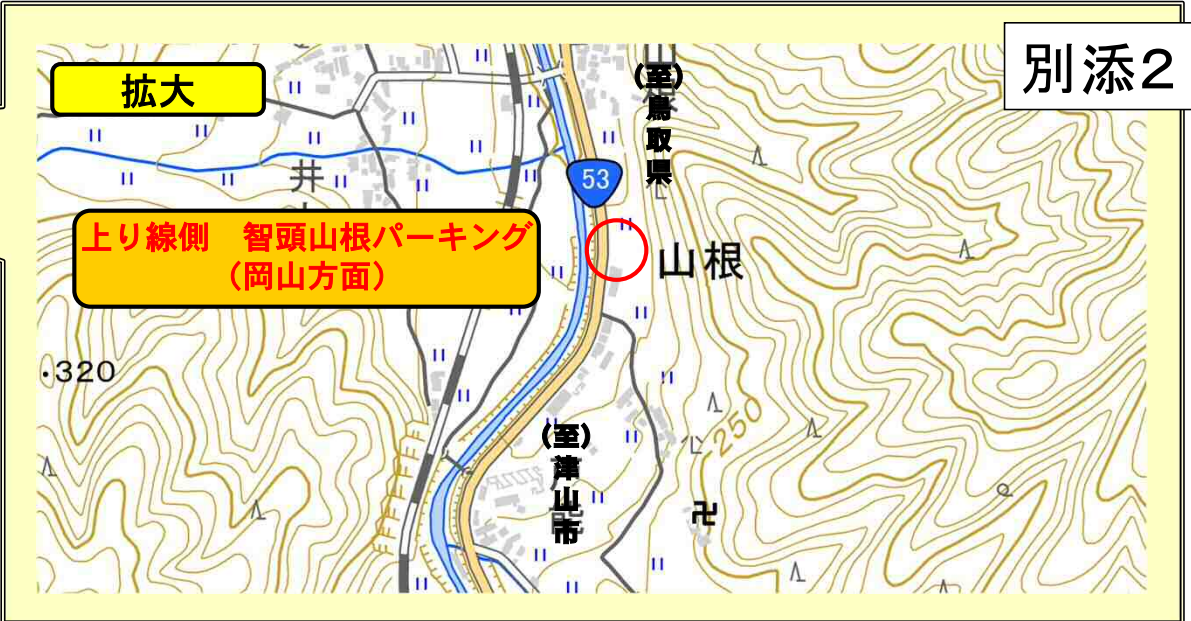 別添2
拡大
(至)鳥取県
井
53
上り線側 智頭山根パーキング
(岡山方面)
山根
・320
250
(至)津山市